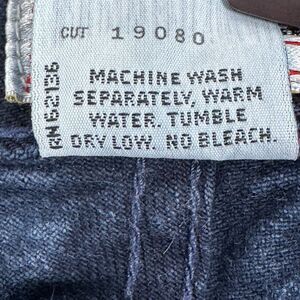 CUT 19080
RN 62136
MACHINE WASH
SEPARATELY, WARM
WATER. TUMBLE
DRY LOW. NO BLEACH.